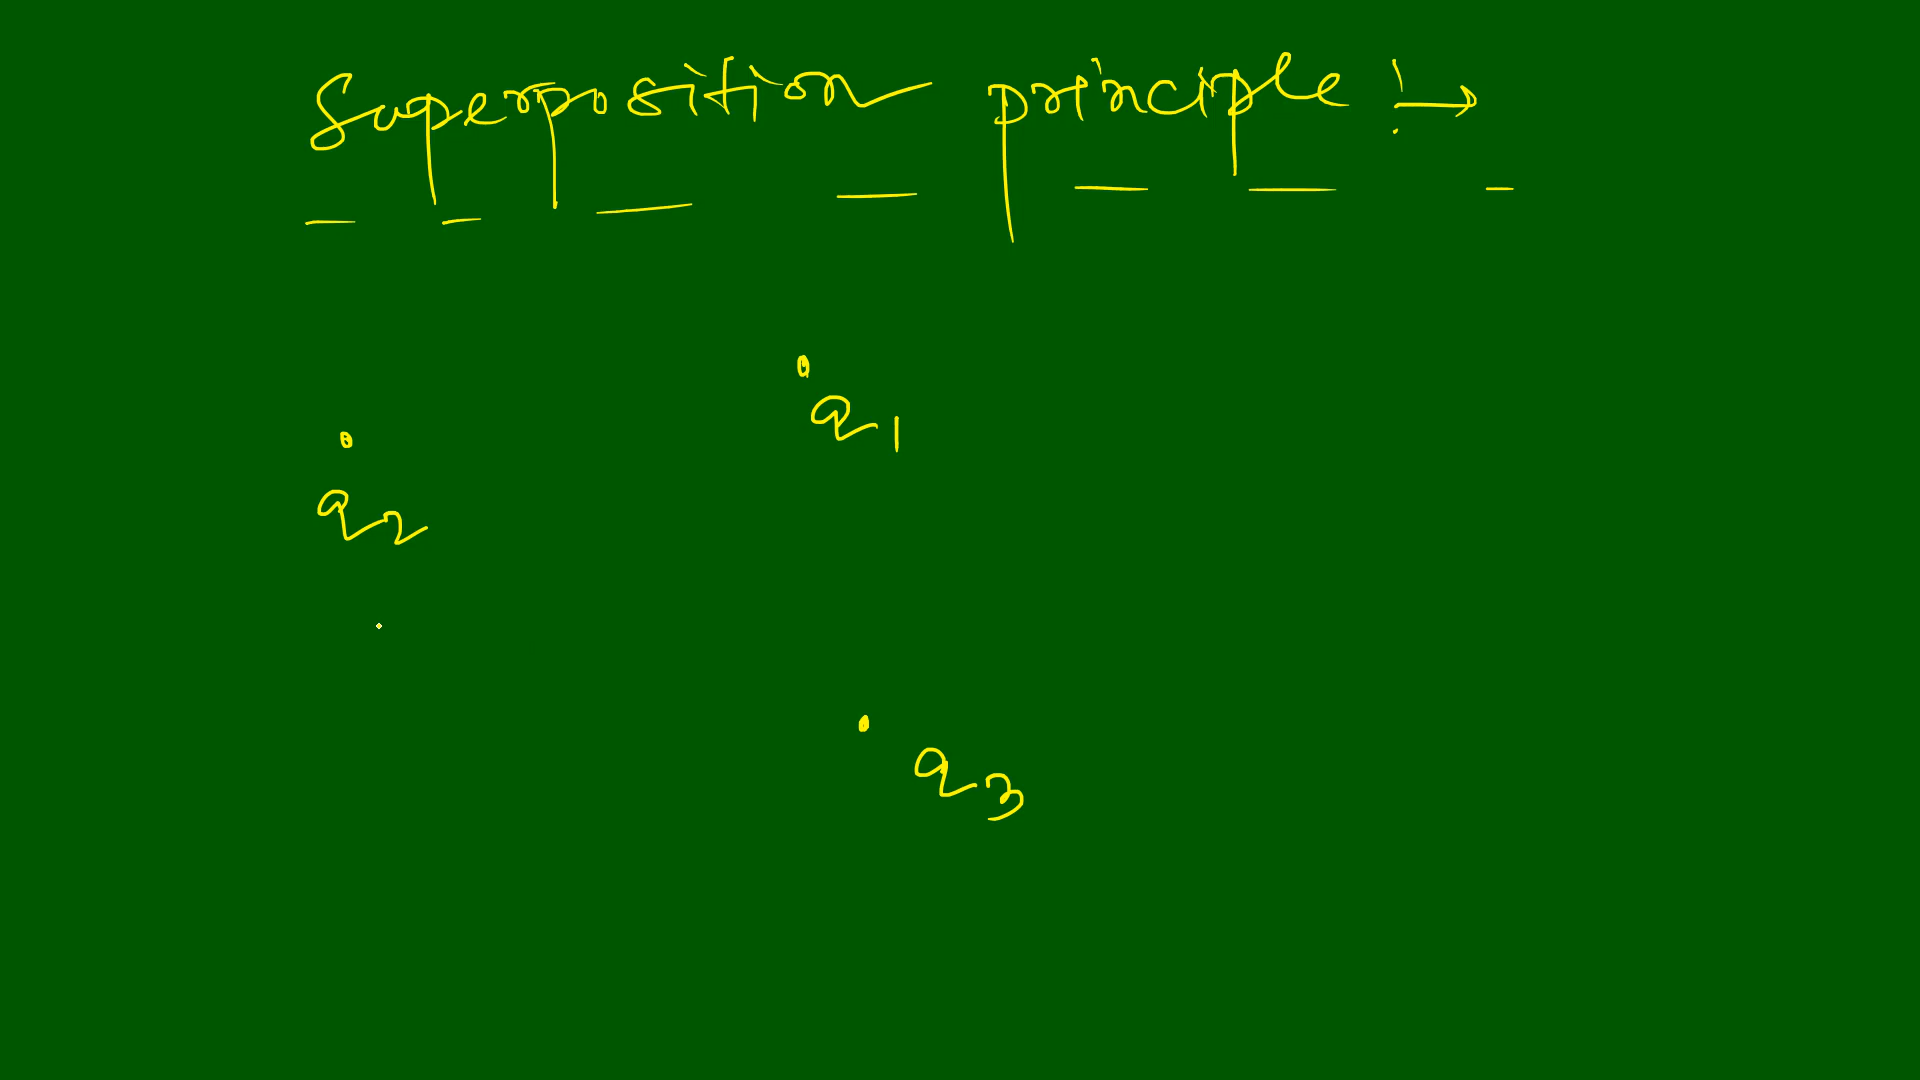 Superposition principle :→
q1
q2
q3